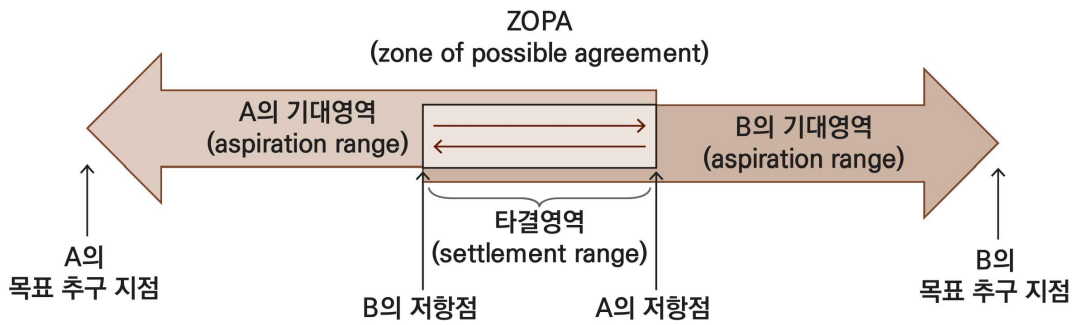 ZOPA
(zone of possible agreement)
A의 기대영역
(aspiration range)
B의 기대영역
(aspiration range)
타결영역
(settlement range)
A의
목표 추구 지점
B의 저항점
A의 저항점
B의
목표 추구 지점